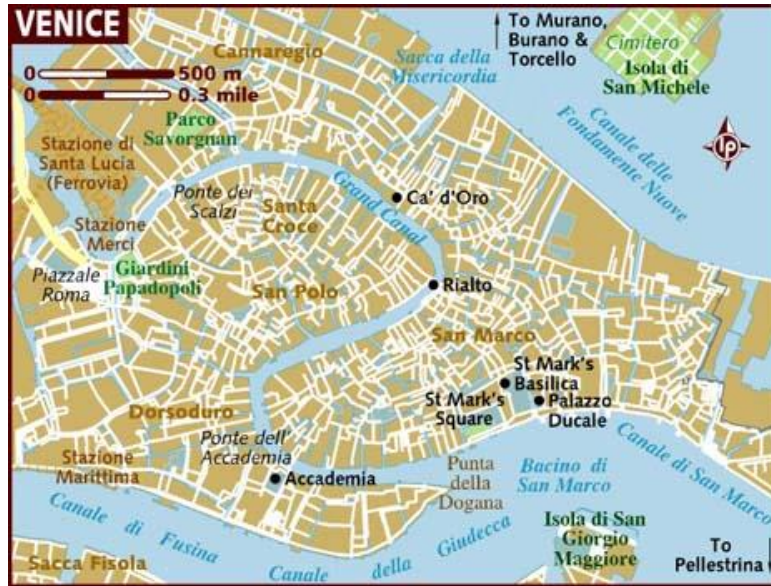 VENICE
0 500 m
0 0.3 mile
To Murano,
Burano &
Torcello
Cimitero
Isola di
San Michele
Cannaregio
Sacca della
Misericordia
Canale delle
Fondamente Nuove
lp
Parco
Savorgnan
Stazione di
Santa Lucia
(Ferrovia)
Ponte dei
Scalzi
Santa
Croce
Grand Canal
Ca' d'Oro
Stazione
Merci
Piazzale
Roma
Giardini
Papadopoli
San Polo
Rialto
San Marco
St Mark's
Basilica
St Mark's
Square
Palazzo
Ducale
Dorsoduro
Ponte dell'
Accademia
Stazione
Marittima
Accademia
Punta
della
Dogana
Bacino di
San Marco
Canale di San Marco
Canale di Fusina
Canale della Giudecca
Isola di San
Giorgio
Maggiore
Sacca Fisola
To
Pellestrina